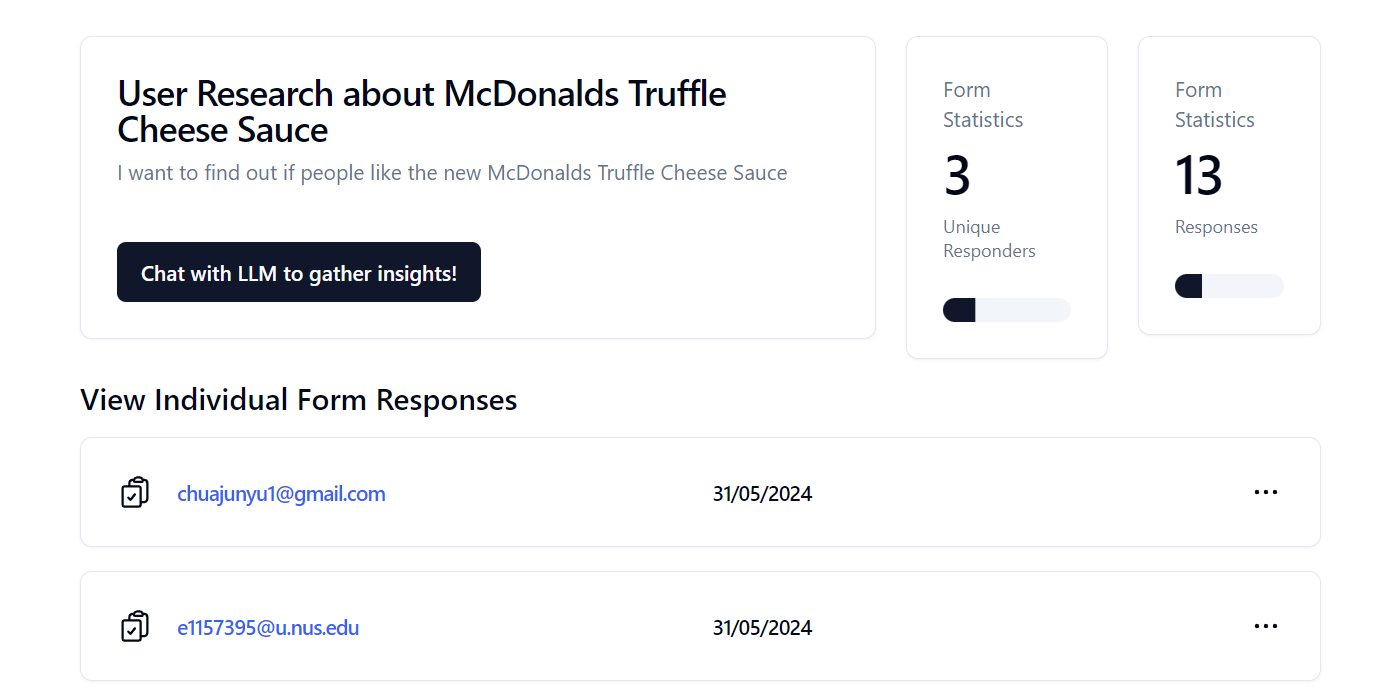 User Research about McDonalds Truffle
Cheese Sauce
I want to find out if people like the new McDonalds Truffle Cheese Sauce
Chat with LLM to gather insights!
Form
Statistics
3
Unique
Responders
Form
Statistics
13
Responses
View Individual Form Responses
chuajunyu1@gmail.com
31/05/2024
e1157395@u.nus.edu
31/05/2024